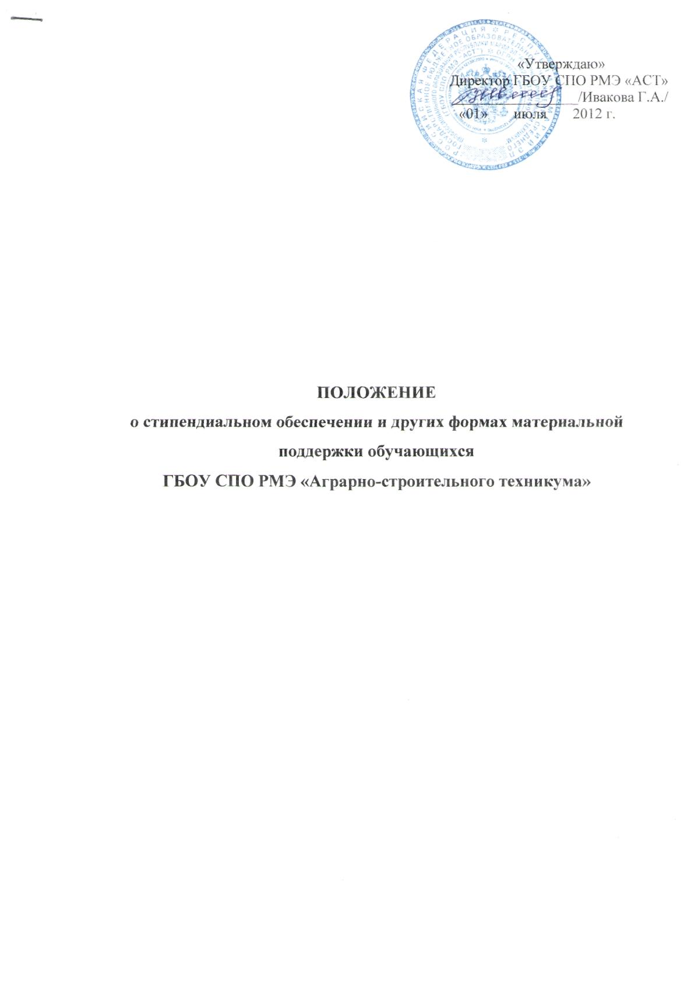 «Утверждаю»
Директор ГБОУ СПО РМЭ «АСТ»
/Ивакова Г.А./
«01» июля 2012 г.
ПОЛОЖЕНИЕ
о стипендиальном обеспечении и других формах материальной
поддержки обучающихся
ГБОУ СПО РМЭ «Аграрно-строительного техникума»